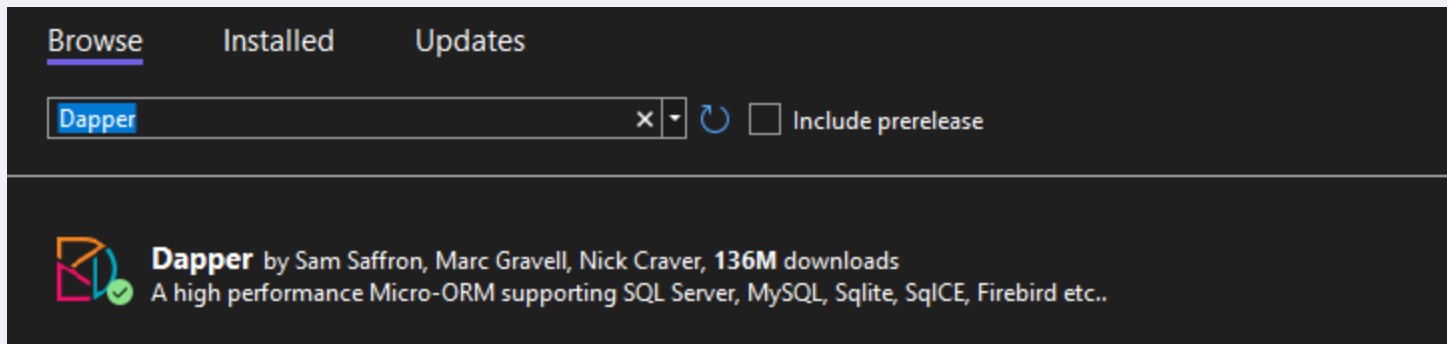 Browse Installed Updates
Dapper
Include prerelease
Dapper by Sam Saffron, Marc Gravell, Nick Craver, 136M downloads
A high performance Micro-ORM supporting SQL Server, MySQL, Sqlite, SqlCE, Firebird etc..